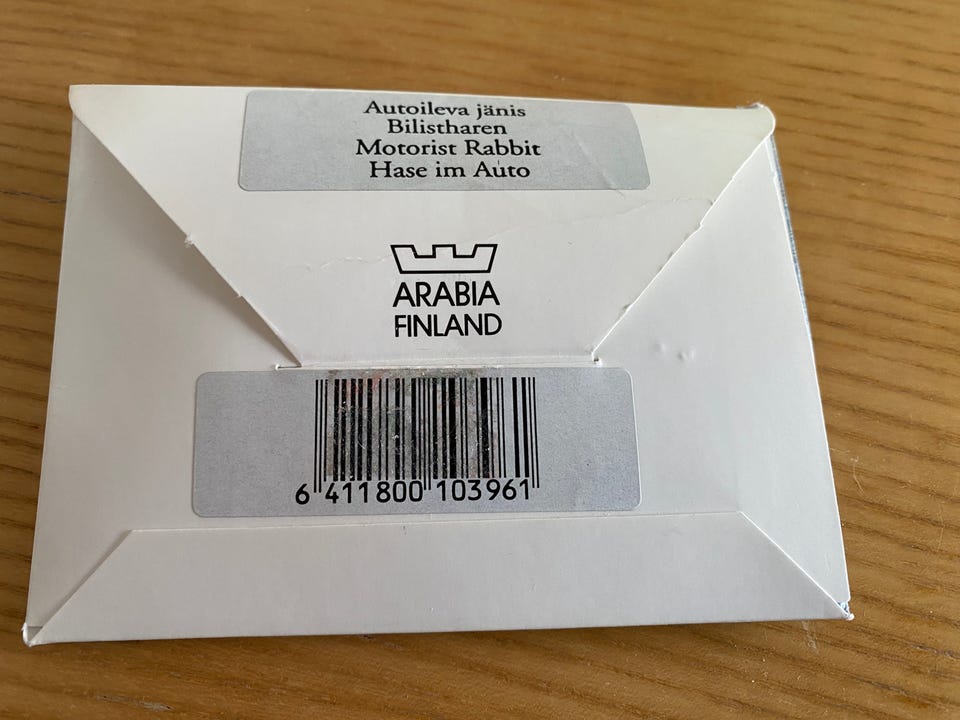 Autoileva jänis
Bilistharen
Motorist Rabbit
Hase im Auto
ARABIA
FINLAND
6 411800 103961